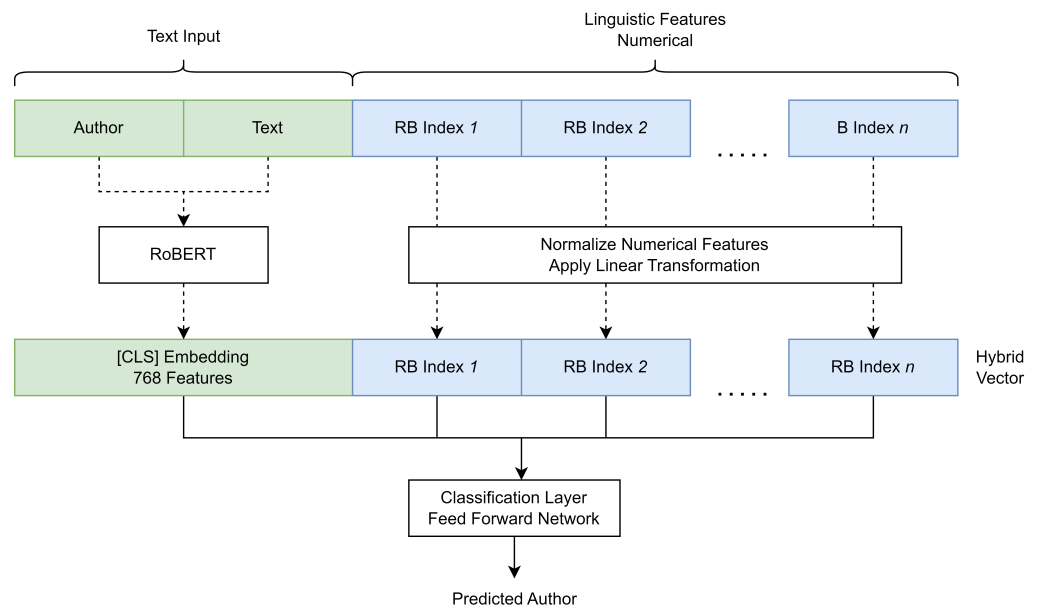 Linguistic Features
Numerical
Text Input
Author
Text
RB Index 1
RB Index 2
.....
B Index n
RoBERT
Normalize Numerical Features
Apply Linear Transformation
[CLS] Embedding
768 Features
RB Index 1
RB Index 2
.....
RB Index n
Hybrid
Vector
Classification Layer
Feed Forward Network
Predicted Author